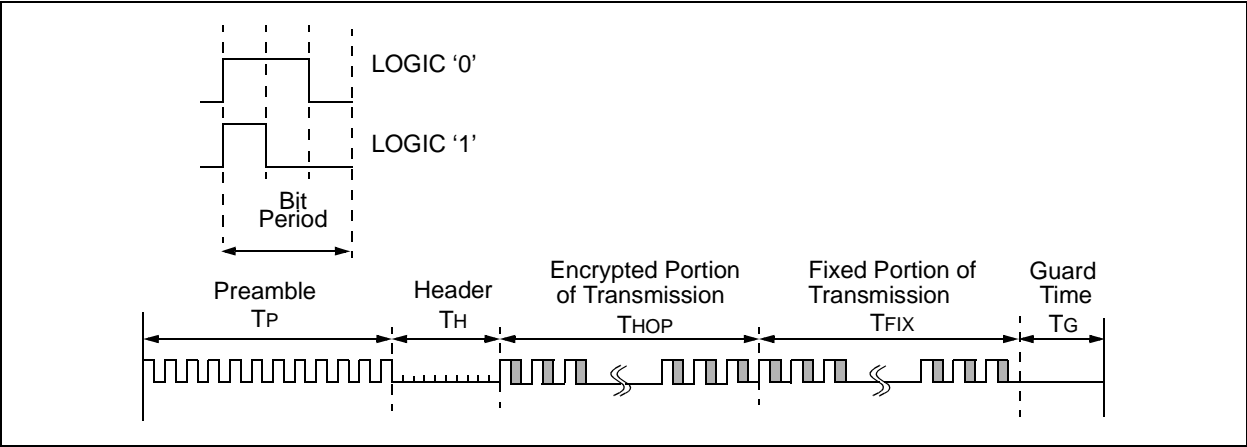 LOGIC ‘0’
LOGIC ‘1’
Bit
Period
Preamble
TP
Header
TH
Encrypted Portion
of Transmission
THOP
Fixed Portion of
Transmission
TFIX
Guard
Time
TG